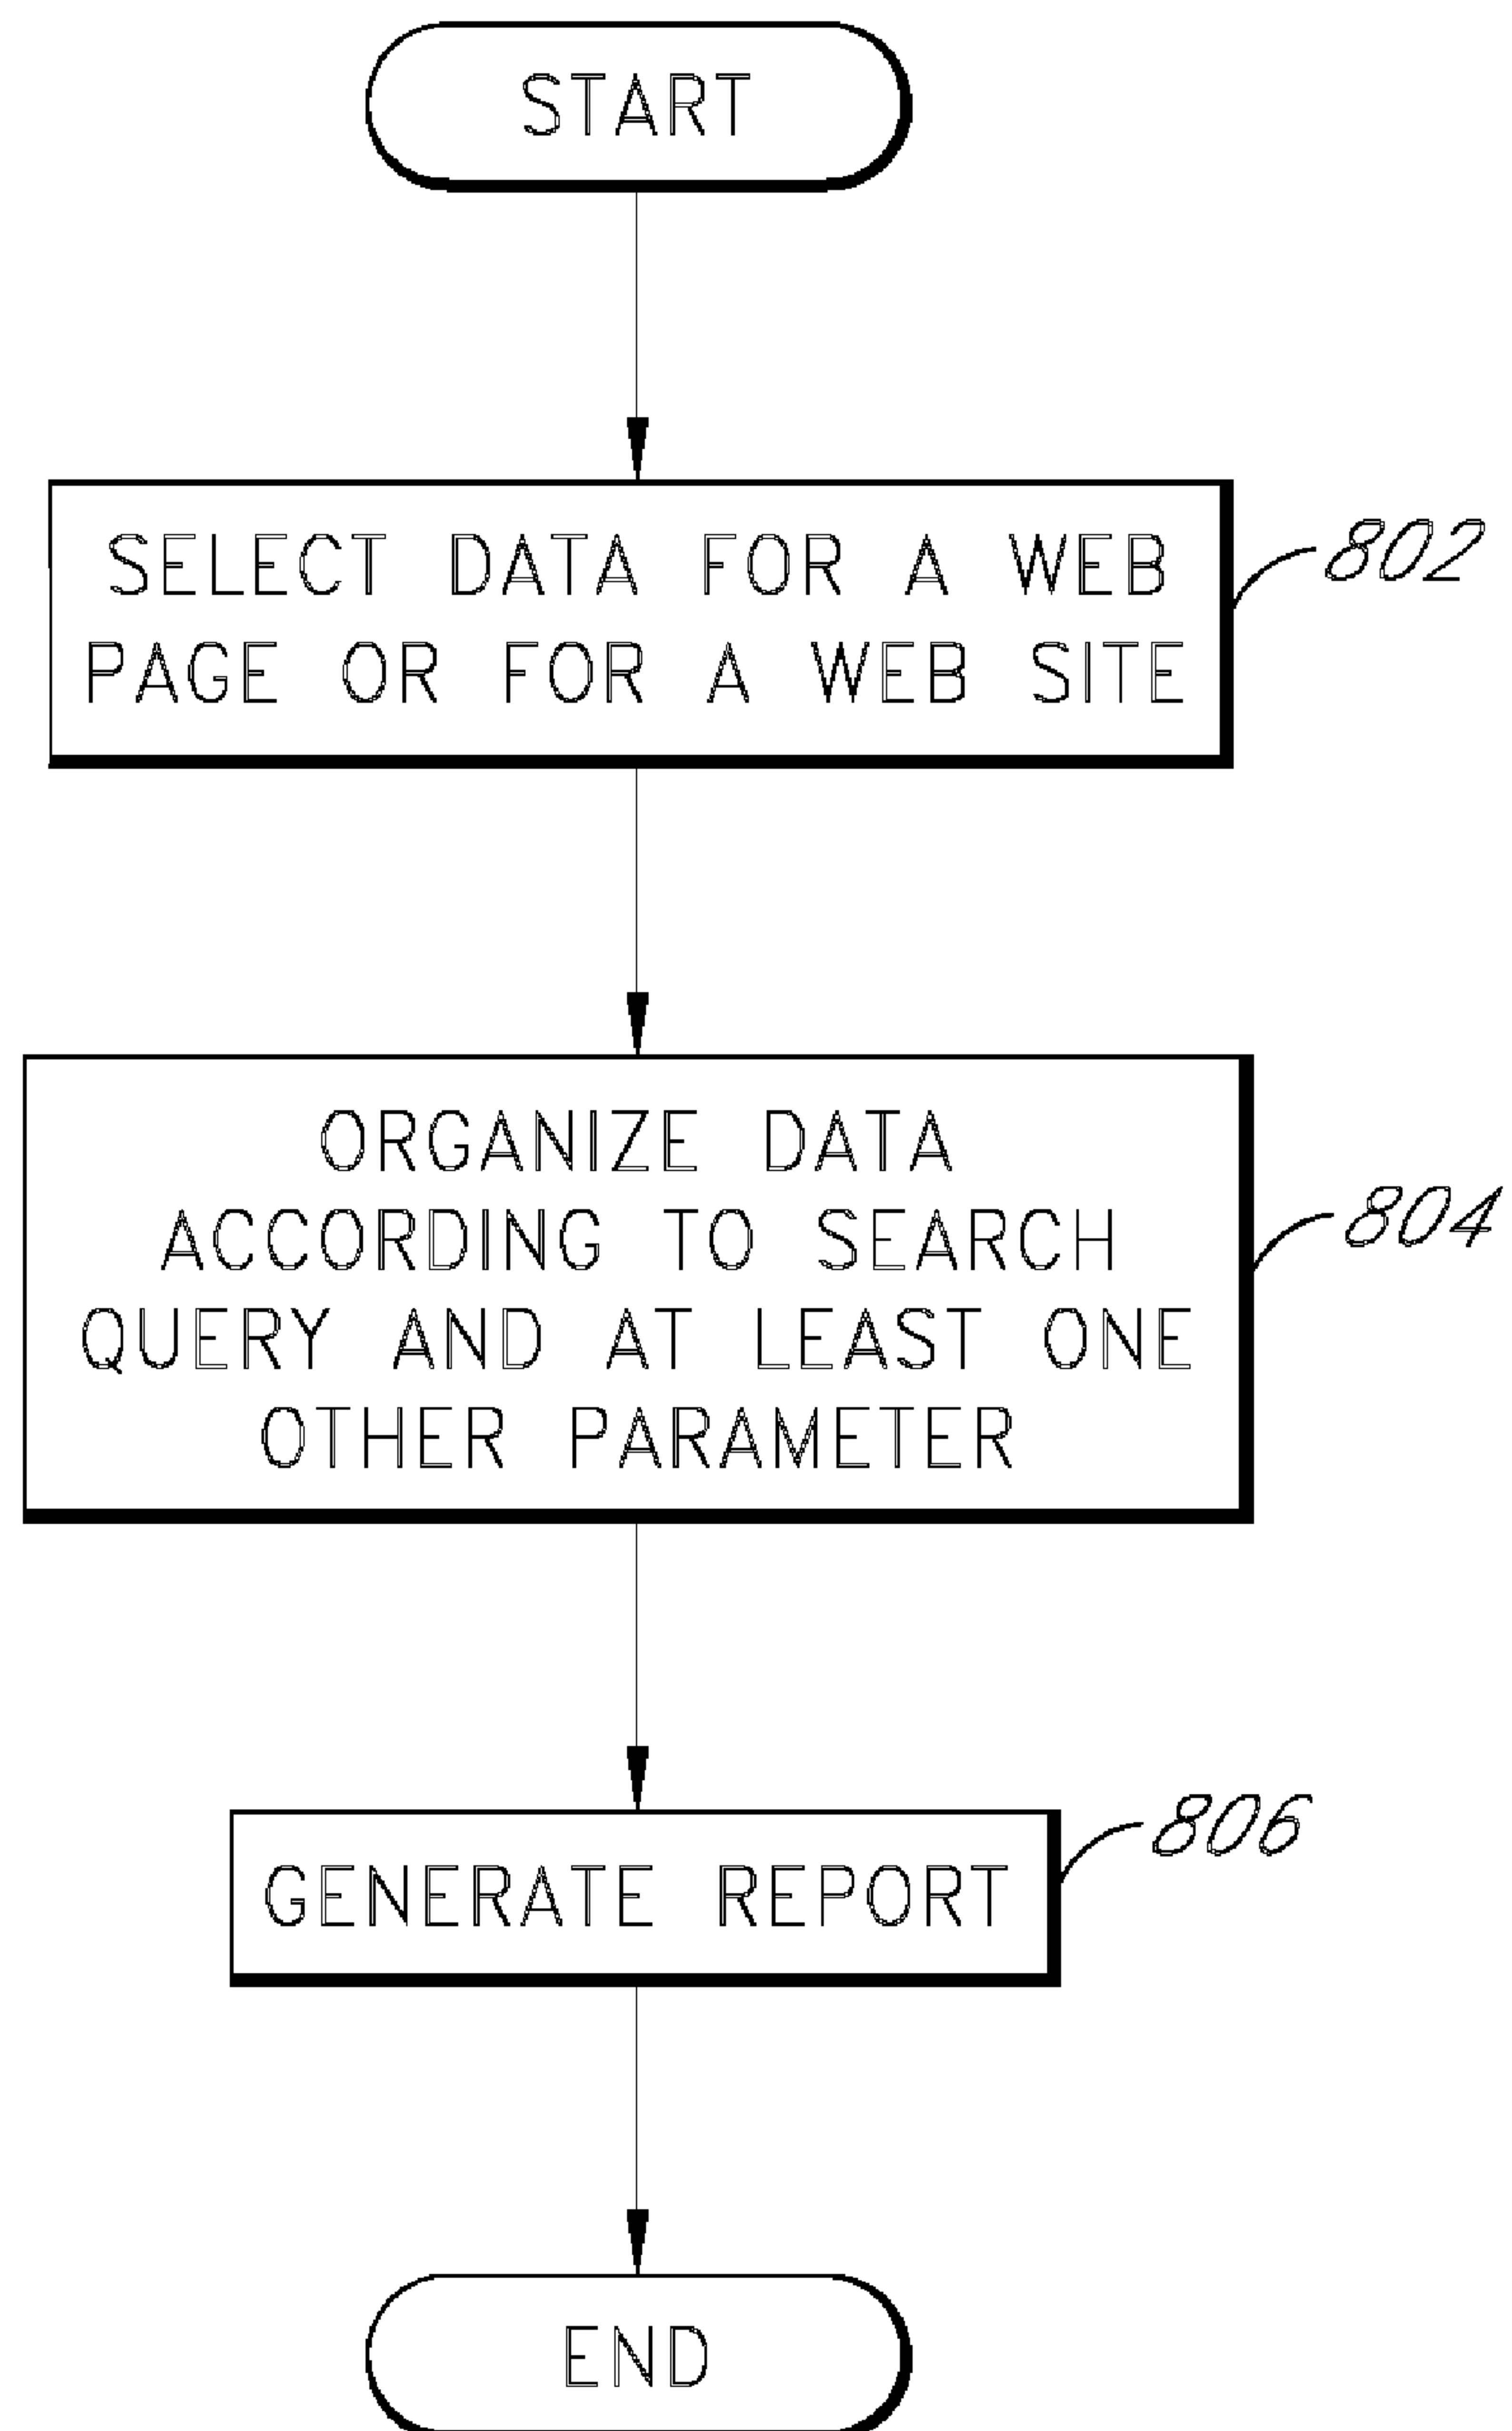 START
SELECT DATA FOR A WEB
PAGE OR FOR A WEB SITE
802
ORGANIZE DATA
ACCORDING TO SEARCH
QUERY AND AT LEAST ONE
OTHER PARAMETER
804
GENERATE REPORT
806
END